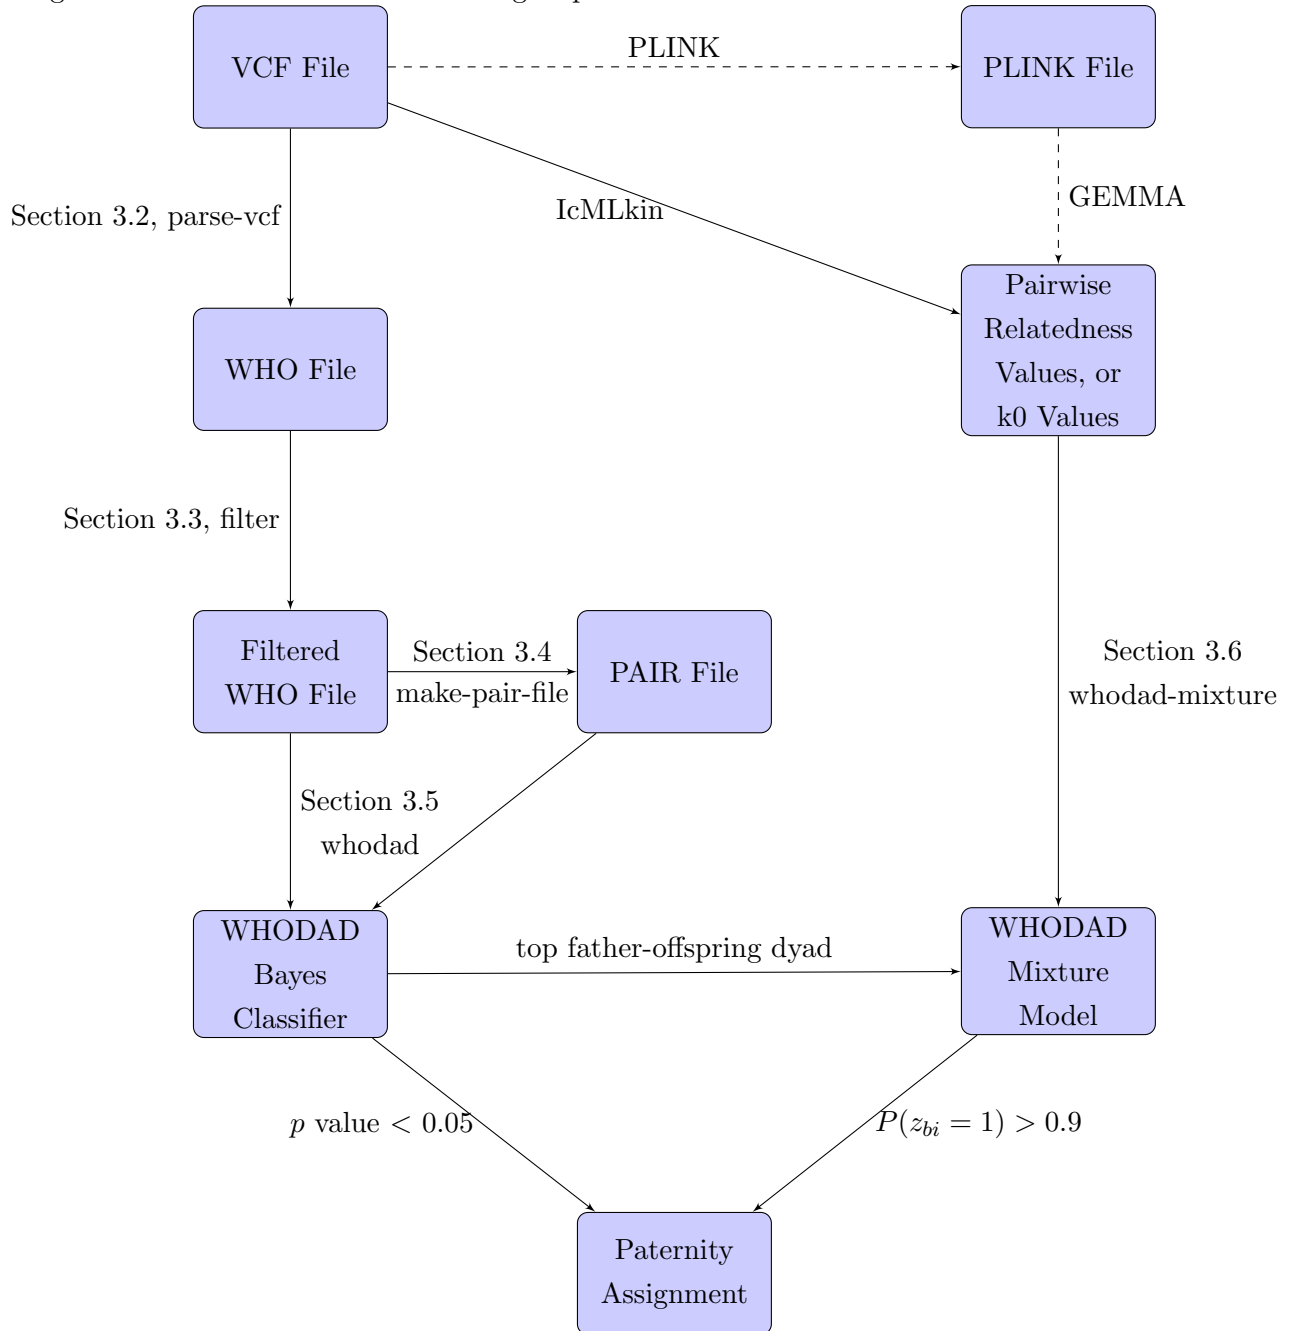 PLINK
VCF File
PLINK File
GEMMA
Section 3.2, parse-vcf
IcMLkin
Pairwise
Relatedness
Values, or
k0 Values
WHO File
Section 3.3, filter
Filtered
WHO File
Section 3.4
make-pair-file
PAIR File
Section 3.6
whodad-mixture
Section 3.5
whodad
WHODAD
Bayes
Classifier
top father-offspring dyad
WHODAD
Mixture
Model
p value < 0.05
P(z_{bi} = 1) > 0.9
Paternity
Assignment